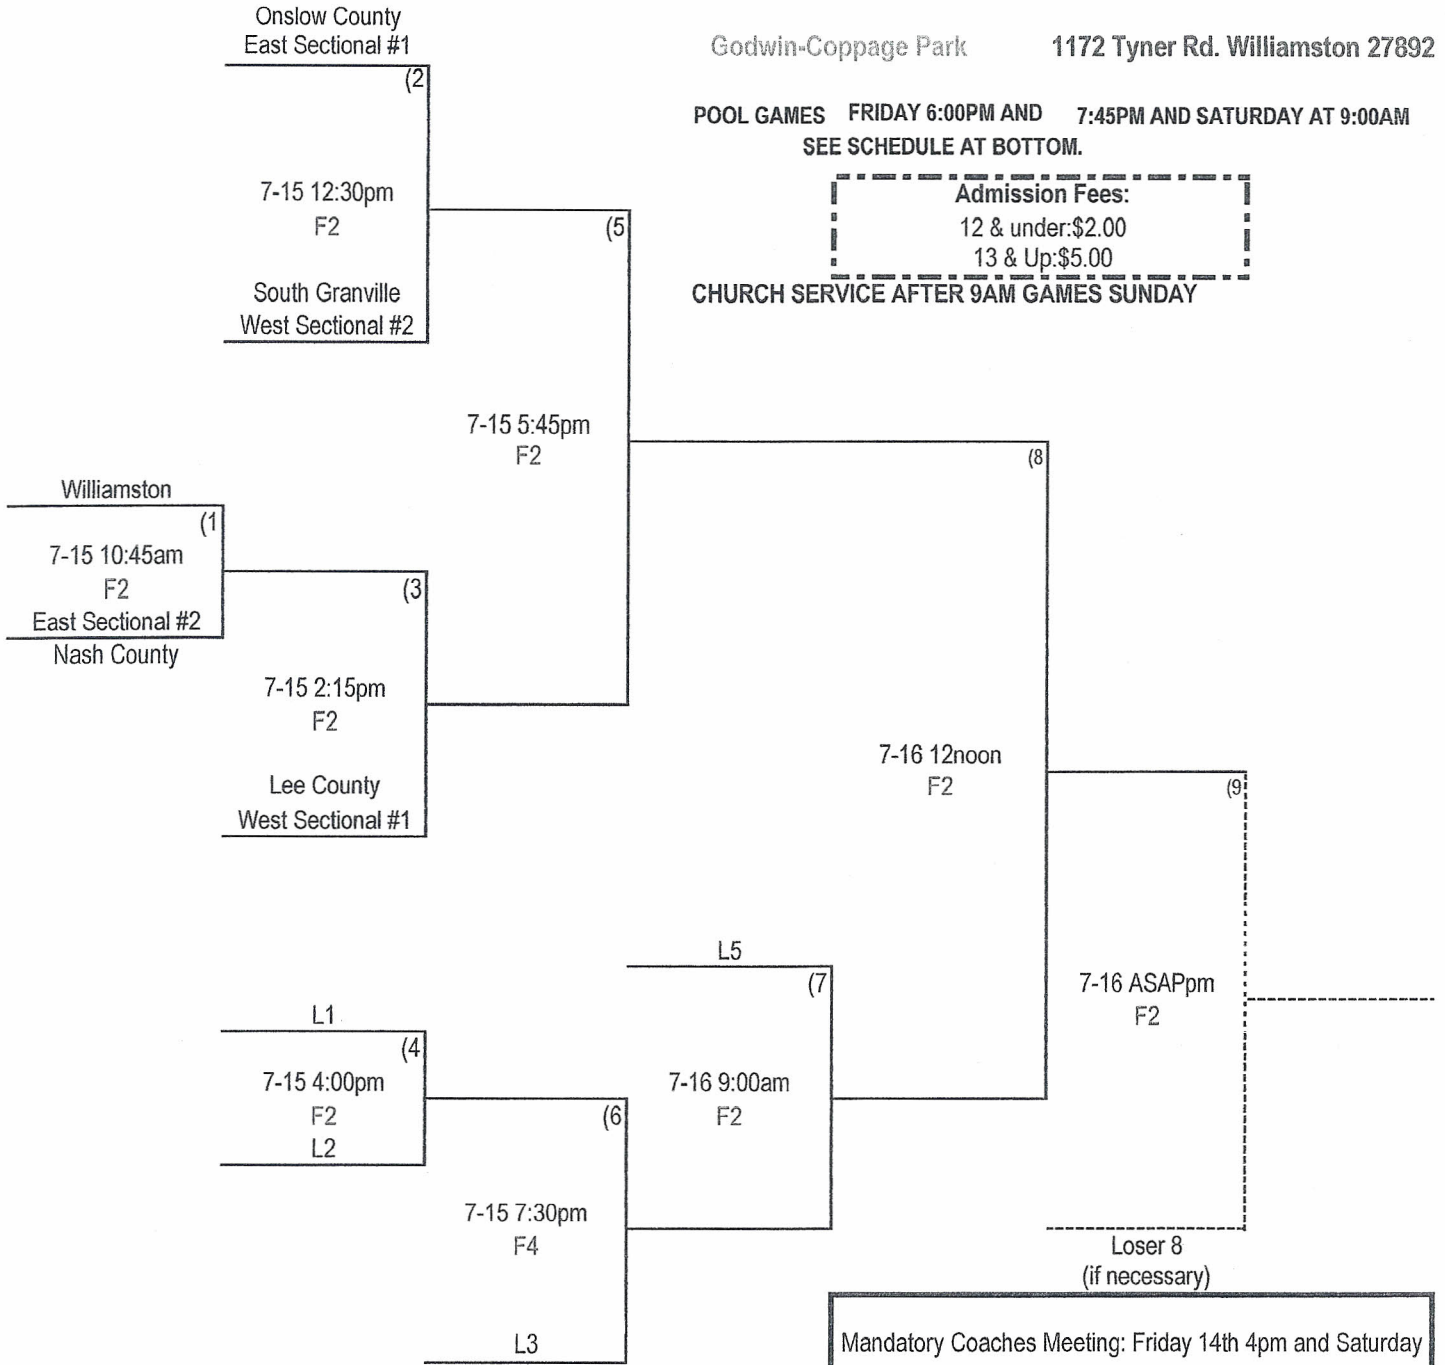 Onslow County
East Sectional #1
Godwin-Coppage Park 1172 Tyner Rd. Williamston 27892
(2
POOL GAMES FRIDAY 6:00PM AND 7:45PM AND SATURDAY AT 9:00AM
SEE SCHEDULE AT BOTTOM.
Admission Fees:
12 & under:$2.00
13 & Up:$5.00
CHURCH SERVICE AFTER 9AM GAMES SUNDAY
7-15 12:30pm
F2
(5
South Granville
West Sectional #2
7-15 5:45pm
F2
(8
Williamston
(1
7-15 10:45am
F2
East Sectional #2
Nash County
(3
7-15 2:15pm
F2
Lee County
West Sectional #1
7-16 12noon
F2
(9
L5
(7
7-16 ASAPpm
F2
L1
(4
7-15 4:00pm
F2
L2
7-16 9:00am
F2
(6
7-15 7:30pm
F4
Loser 8
(if necessary)
L3
Mandatory Coaches Meeting: Friday 14th 4pm and Saturday